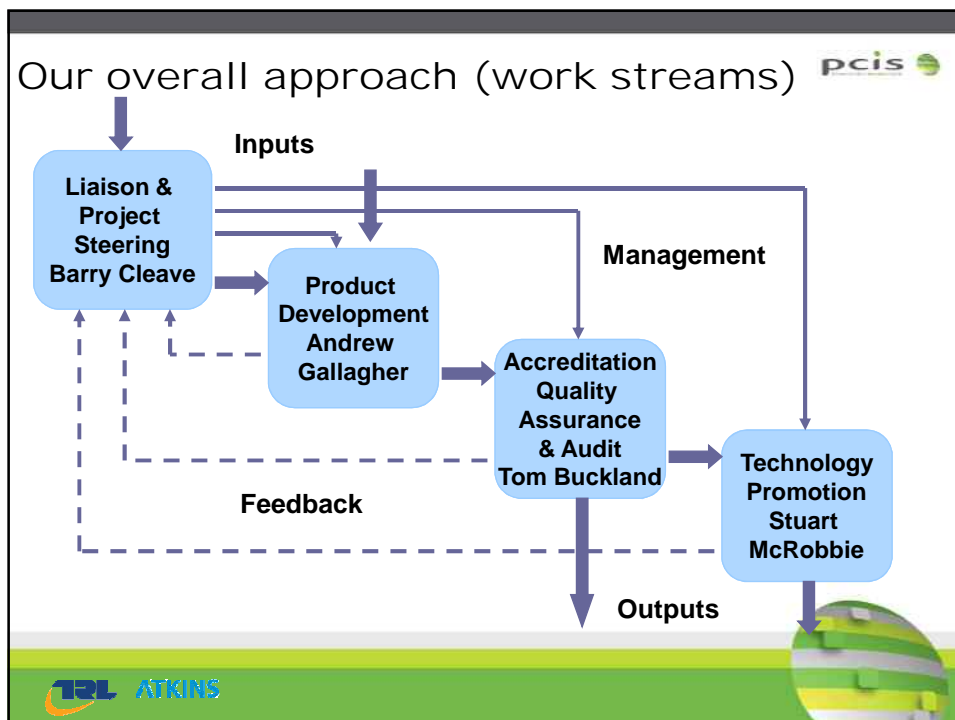 Our overall approach (work streams)
pcis
Inputs
Liaison &
Project
Steering
Barry Cleave
Management
Product
Development
Andrew
Gallagher
Accreditation
Quality
Assurance
& Audit
Tom Buckland
Technology
Promotion
Stuart
McRobbie
Feedback
Outputs
TRL ATKINS